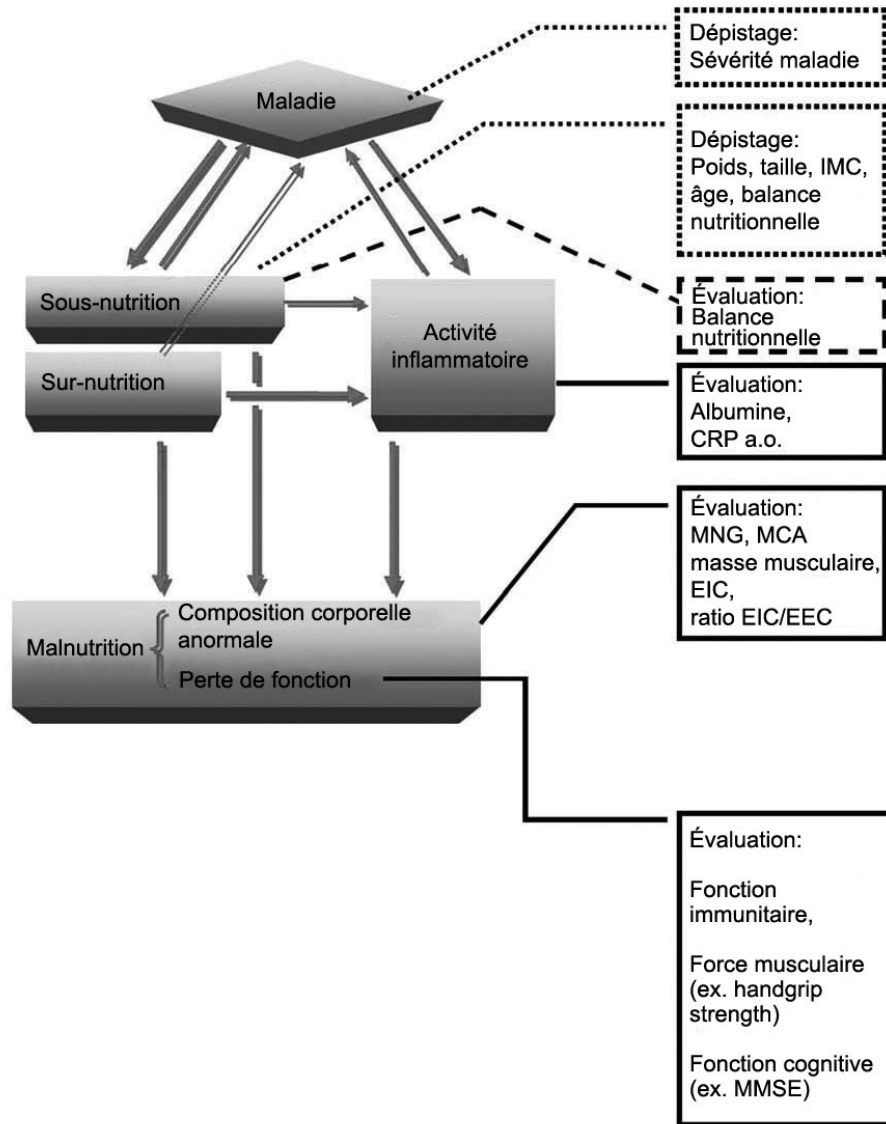 Maladie
Sous-nutrition
Sur-nutrition
Activité
inflammatoire
Malnutrition
Composition corporelle
anormale
Perte de fonction
Dépistage:
Sévérité maladie
Dépistage:
Poids, taille, IMC,
âge, balance
nutritionnelle
Évaluation:
Balance
nutritionnelle
Évaluation:
Albumine,
CRP a.o.
Évaluation:
MNG, MCA
masse musculaire,
EIC,
ratio EIC/EEC
Évaluation:
Fonction
immunitaire,
Force musculaire
(ex. handgrip
strength)
Fonction cognitive
(ex. MMSE)